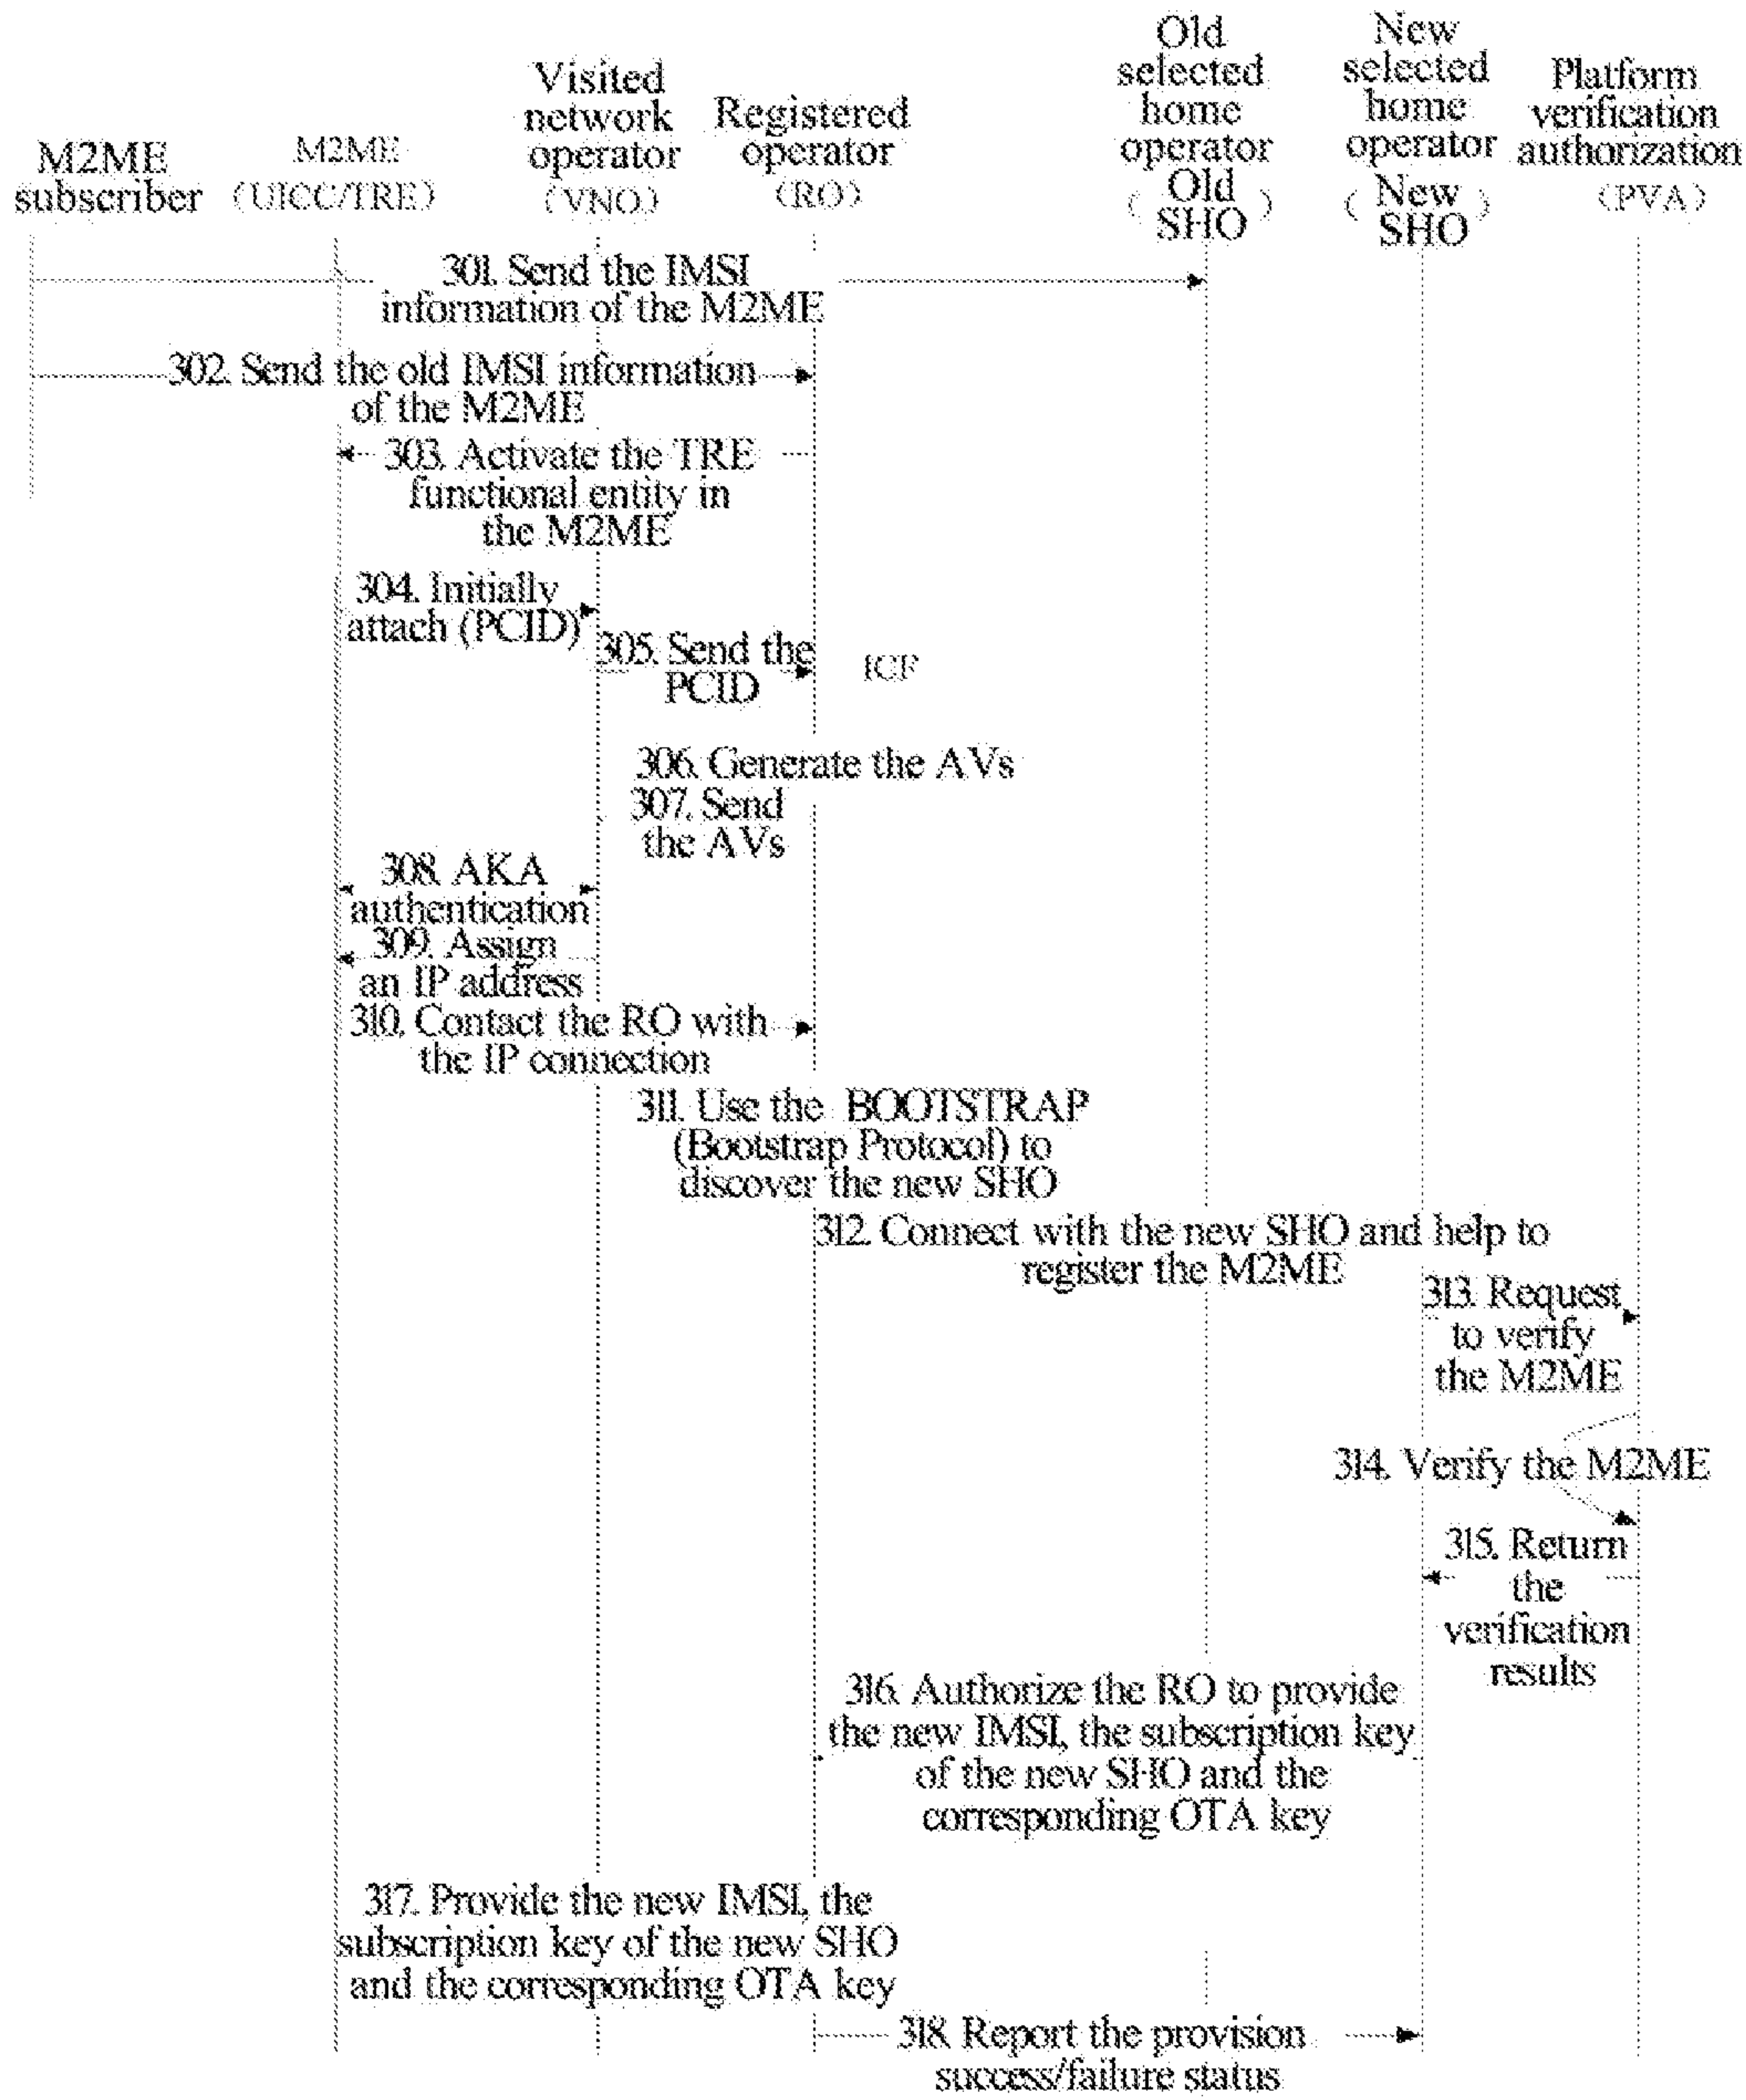 M2ME
subscriber
M2ME
(UICC/TRE)
Visited
network
operator
(VNO)
Registered
operator
(RO)
Old
selected
home
operator
( Old )
SHO
New
selected
home
operator
( New )
SHO
Platform
verification
authorization
(PVA)
301. Send the IMSI
information of the M2ME
302. Send the old IMSI information
of the M2ME
303. Activate the TRE
functional entity in
the M2ME
304. Initially
attach (PCID)
305. Send the
PCID
ICF
306. Generate the AVs
307. Send
the AVs
308. AKA
authentication
309. Assign
an IP address
310. Contact the RO with
the IP connection
311. Use the BOOTSTRAP
(Bootstrap Protocol) to
discover the new SHO
312. Connect with the new SHO and help to
register the M2ME
313. Request
to verify
the M2ME
314. Verify the M2ME
315. Return
the
verification
results
316. Authorize the RO to provide
the new IMSI, the subscription key
of the new SHO and the
corresponding OTA key
317. Provide the new IMSI, the
subscription key of the new SHO
and the corresponding OTA key
318. Report the provision
success/failure status